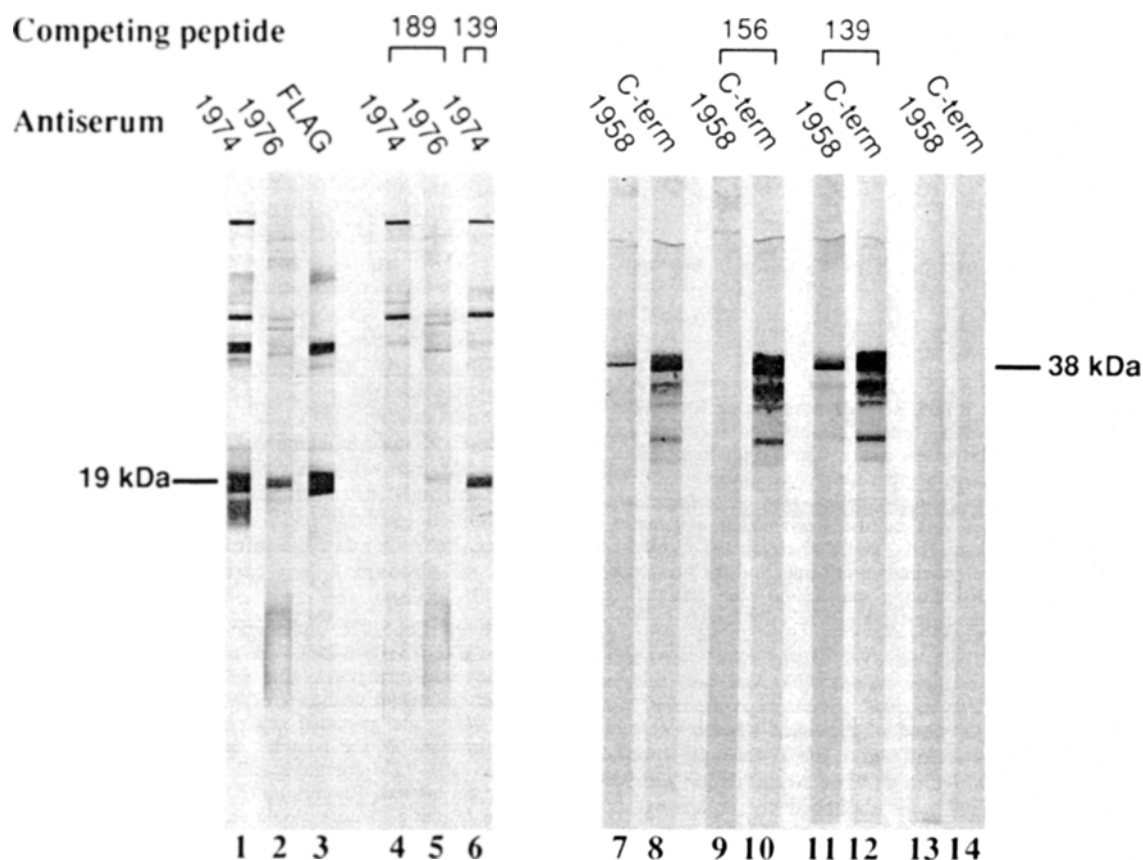 Competing peptide 189 139 156 139
Antiserum 1974 1976 FLAG 1974 1976 1974 1958 C-term 1958 C-term 1958 C-term 1958 C-term
38 kDa
19 kDa
1 2 3 4 5 6 7 8 9 10 11 12 13 14